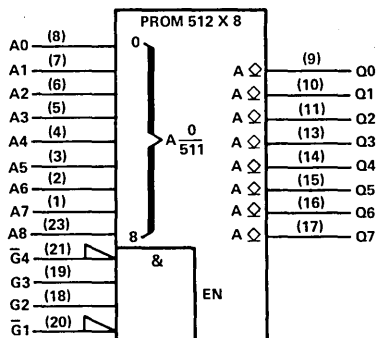 PROM 512 X 8
A0 (8) 0
A1 (7)
A2 (6)
A3 (5)
A4 (4)
A5 (3)
A6 (2)
A7 (1)
A8 (23) 8
A 0
511
G̅4 (21) &
G3 (19)
G2 (18)
G̅1 (20)
EN
A (9) Q0
A (10) Q1
A (11) Q2
A (13) Q3
A (14) Q4
A (15) Q5
A (16) Q6
A (17) Q7